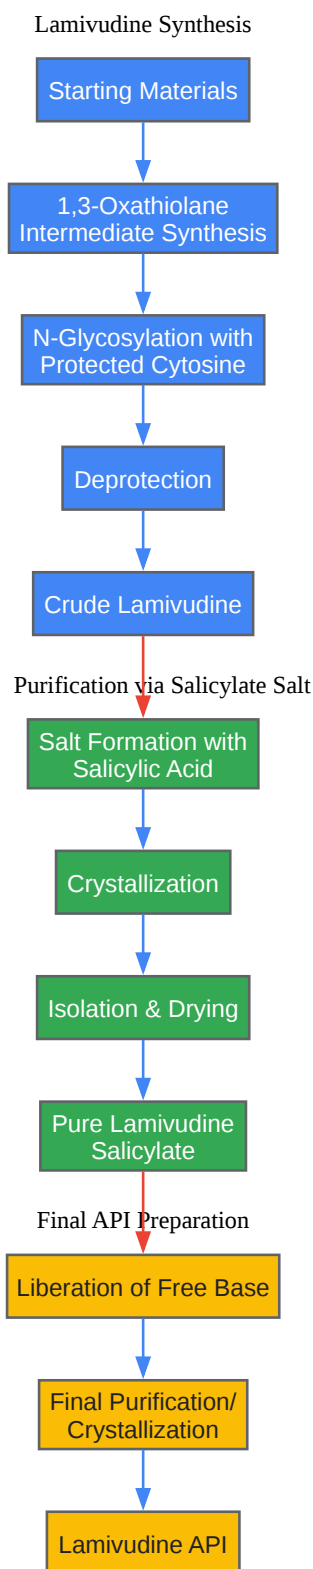 Lamivudine Synthesis
Starting Materials
1,3-Oxathiolane
Intermediate Synthesis
N-Glycosylation with
Protected Cytosine
Deprotection
Crude Lamivudine
Purification via Salicylate Salt
Salt Formation with
Salicylic Acid
Crystallization
Isolation & Drying
Pure Lamivudine
Salicylate
Final API Preparation
Liberation of Free Base
Final Purification/
Crystallization
Lamivudine API